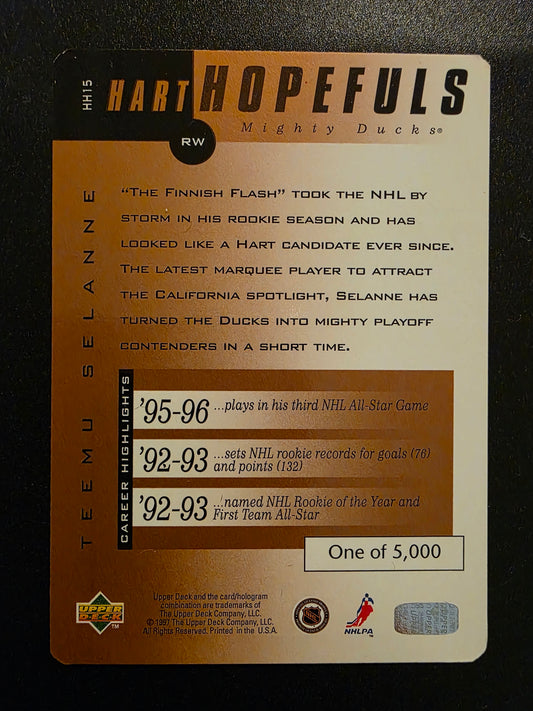 HH15
HART HOPEFULS
Mighty Ducks®
RW
TEEMU SELANNE
"THE FINNISH FLASH" TOOK THE NHL BY
STORM IN HIS ROOKIE SEASON AND HAS
LOOKED LIKE A HART CANDIDATE EVER SINCE.
THE LATEST MARQUEE PLAYER TO ATTRACT
THE CALIFORNIA SPOTLIGHT, SELANNE HAS
TURNED THE DUCKS INTO MIGHTY PLAYOFF
CONTENDERS IN A SHORT TIME.
CAREER HIGHLIGHTS
'95-96 ...plays in his third NHL All-Star Game
'92-93 ...sets NHL rookie records for goals (76)
and points (132)
'92-93 ...named NHL Rookie of the Year and
First Team All-Star
One of 5,000
UPPER
DECK
TM
Upper Deck and the card/hologram
combination are trademarks of
The Upper Deck Company, LLC.
© 1997 The Upper Deck Company, LLC.
All Rights Reserved. Printed in the U.S.A.
NHL
NHLPA